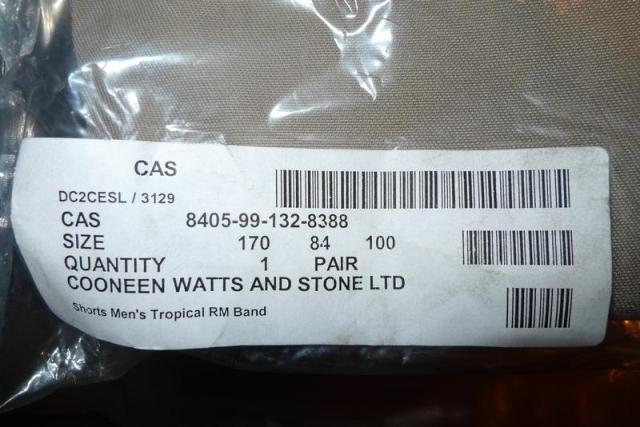 CAS
DC2CESL / 3129
CAS 8405-99-132-8388
SIZE 170 84 100
QUANTITY 1 PAIR
COONEEN WATTS AND STONE LTD
Shorts Men's Tropical RM Band